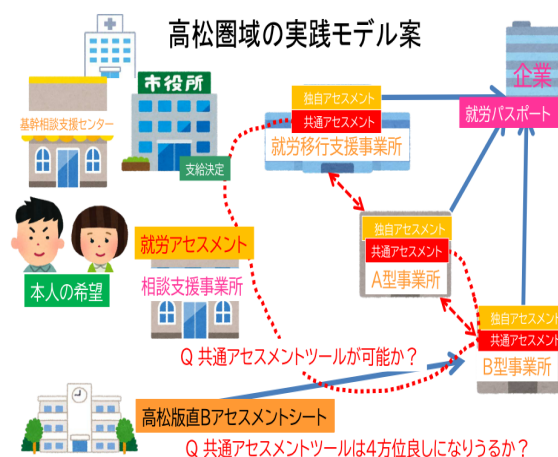 高松圏域の実践モデル案
市役所
基幹相談支援センター
支給決定
独自アセスメント
共通アセスメント
就労移行支援事業所
企業
就労パスポート
本人の希望
就労アセスメント
相談支援事業所
独自アセスメント
共通アセスメント
A型事業所
独自アセスメント
共通アセスメント
B型事業所
Q 共通アセスメントツールが可能か？
高松版直Bアセスメントシート
Q 共通アセスメントツールは4方位良しになりうるか？